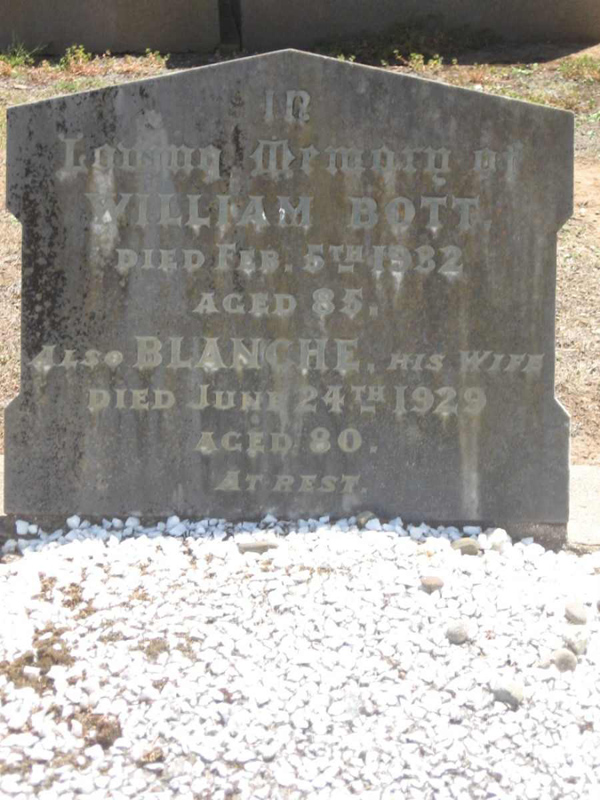 IN
Loving Memory of
WILLIAM BOTT.
DIED FEB. 5TH 1932
AGED 85.
ALSO BLANCHE, HIS WIFE
DIED JUNE 24TH 1929
AGED 80.
AT REST.